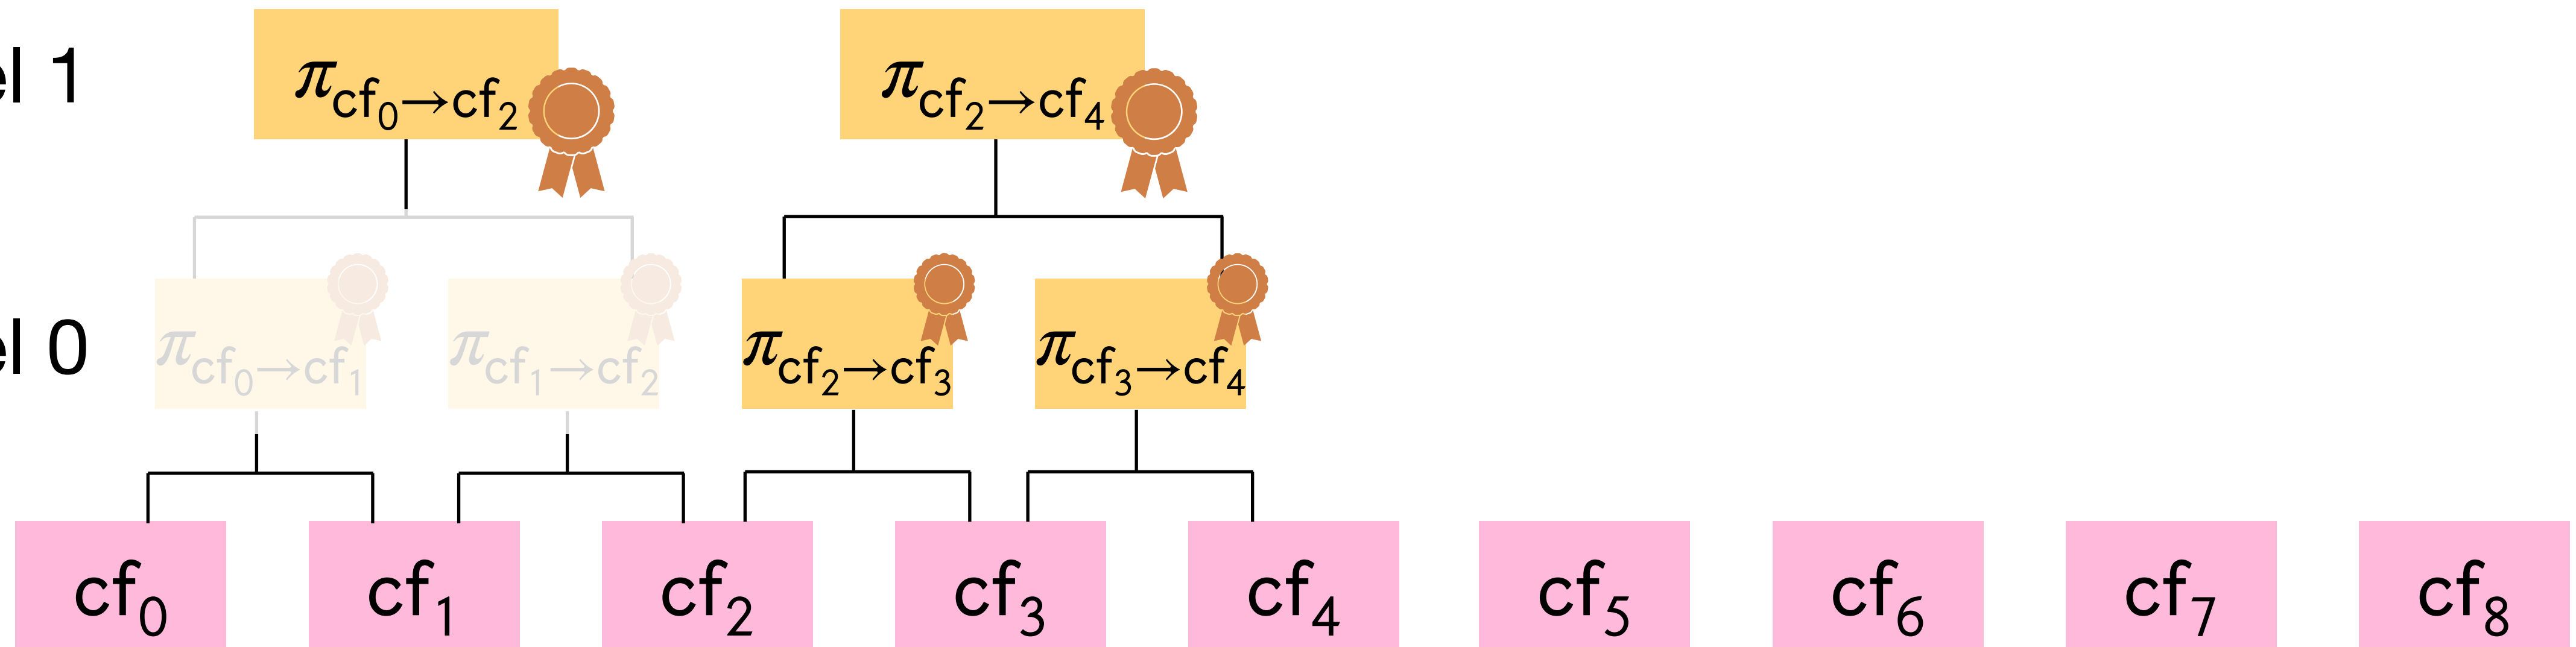 el 1 π_{cf_0→cf_2} π_{cf_2→cf_4}
el 0 π_{cf_0→cf_1} π_{cf_1→cf_2} π_{cf_2→cf_3} π_{cf_3→cf_4}
cf_0 cf_1 cf_2 cf_3 cf_4 cf_5 cf_6 cf_7 cf_8